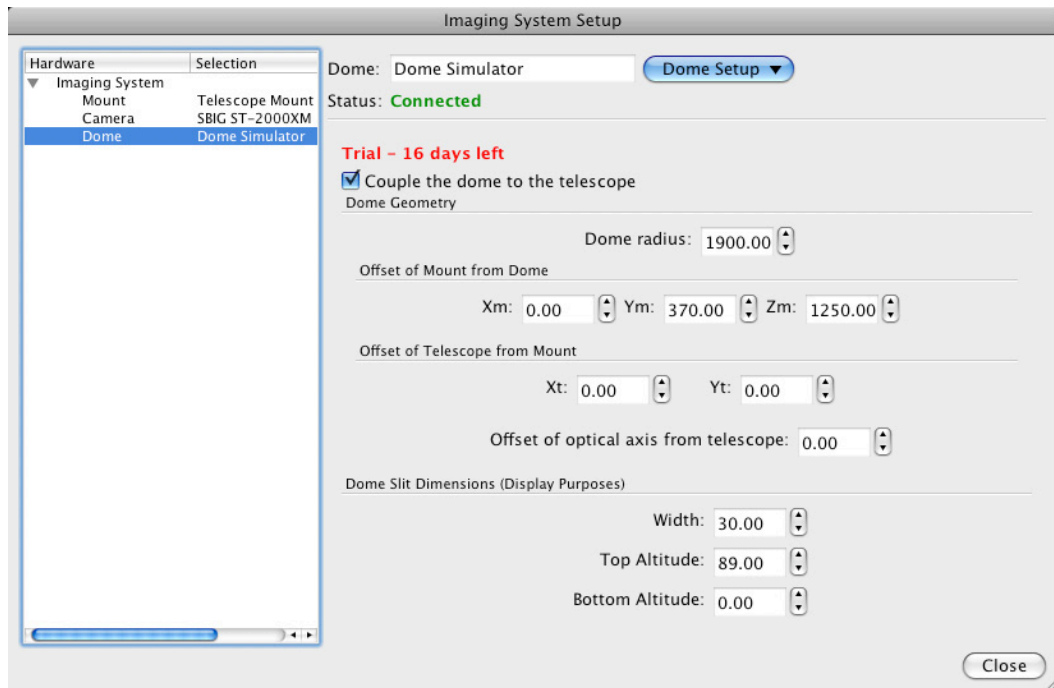 Imaging System Setup
Hardware Selection
Imaging System
Mount Telescope Mount
Camera SBIG ST-2000XM
Dome Dome Simulator
Dome: Dome Simulator Dome Setup
Status: Connected
Trial – 16 days left
Couple the dome to the telescope
Dome Geometry
Dome radius: 1900.00
Offset of Mount from Dome
Xm: 0.00 Ym: 370.00 Zm: 1250.00
Offset of Telescope from Mount
Xt: 0.00 Yt: 0.00
Offset of optical axis from telescope: 0.00
Dome Slit Dimensions (Display Purposes)
Width: 30.00
Top Altitude: 89.00
Bottom Altitude: 0.00
Close